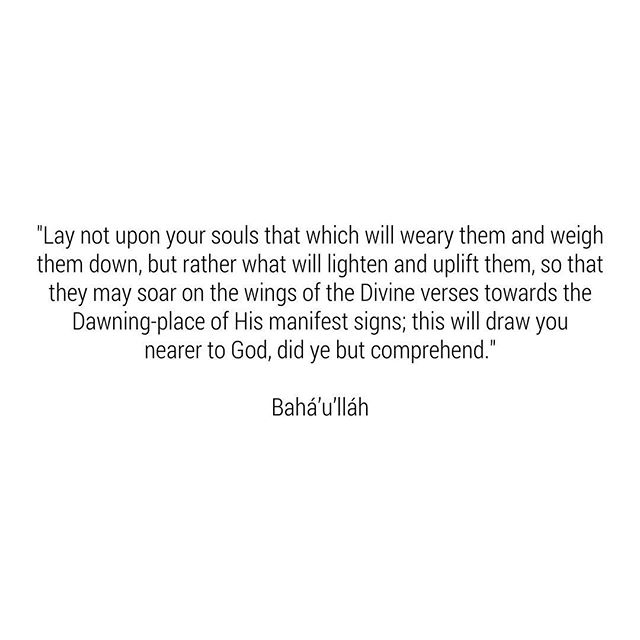 "Lay not upon your souls that which will weary them and weigh
them down, but rather what will lighten and uplift them, so that
they may soar on the wings of the Divine verses towards the
Dawning-place of His manifest signs; this will draw you
nearer to God, did ye but comprehend."
Bahá’u’lláh